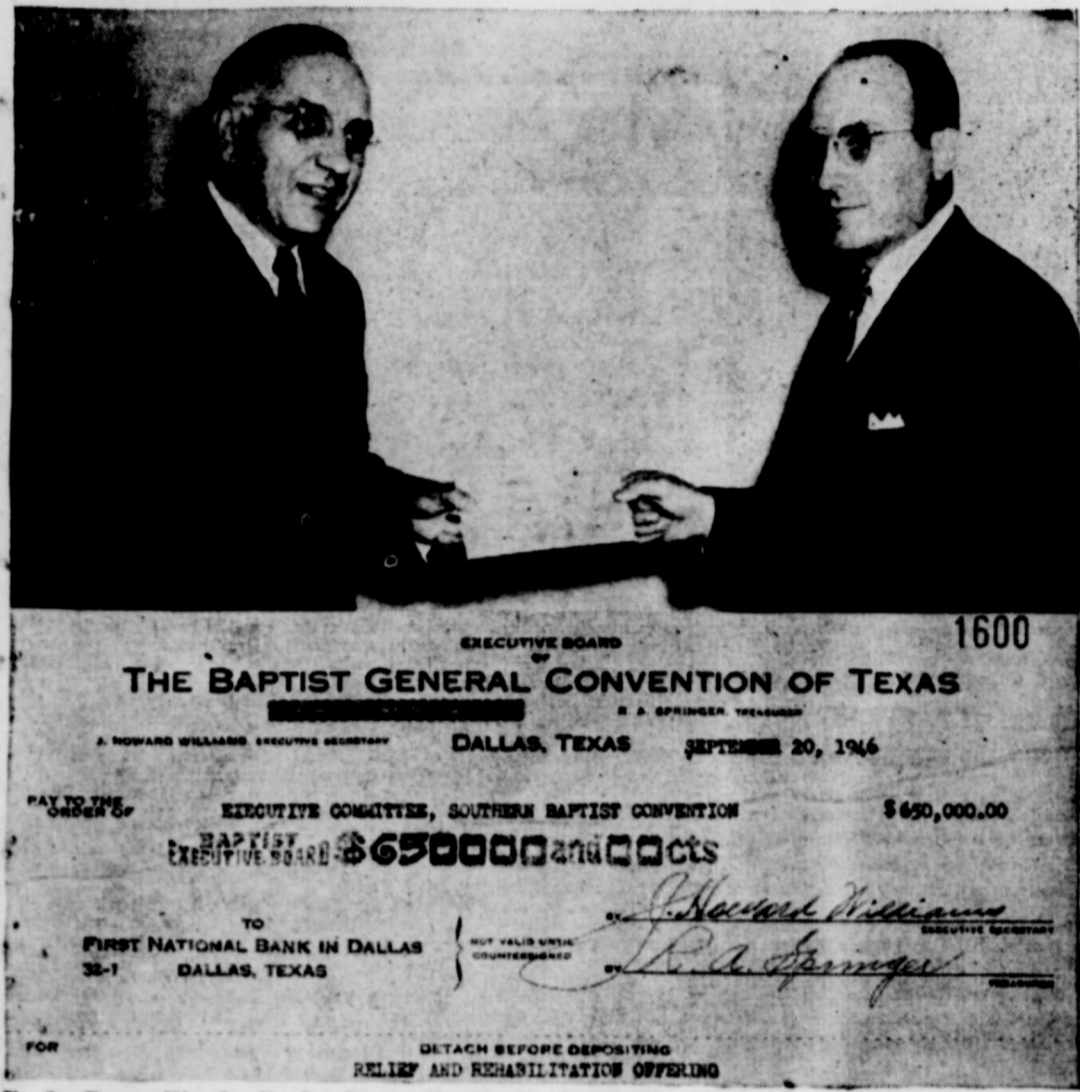 1600
EXECUTIVE BOARD
OF
THE BAPTIST GENERAL CONVENTION OF TEXAS
R. A. SPRINGER, TREASURER
J. HOWARD WILLIAMS, EXECUTIVE SECRETARY DALLAS, TEXAS SEPTEMBER 20, 1946
PAY TO THE
ORDER OF EXECUTIVE COMMITTEE, SOUTHERN BAPTIST CONVENTION $650,000.00
BAPTIST
EXECUTIVE BOARD $650000 and 00 cts
BY J. Howard Williams
EXECUTIVE SECRETARY
TO
FIRST NATIONAL BANK IN DALLAS
32-1 DALLAS, TEXAS
NOT VALID UNTIL
COUNTERSIGNED
BY R. A. Springer
TREASURER
FOR DETACH BEFORE DEPOSITING
RELIEF AND REHABILITATION OFFERING